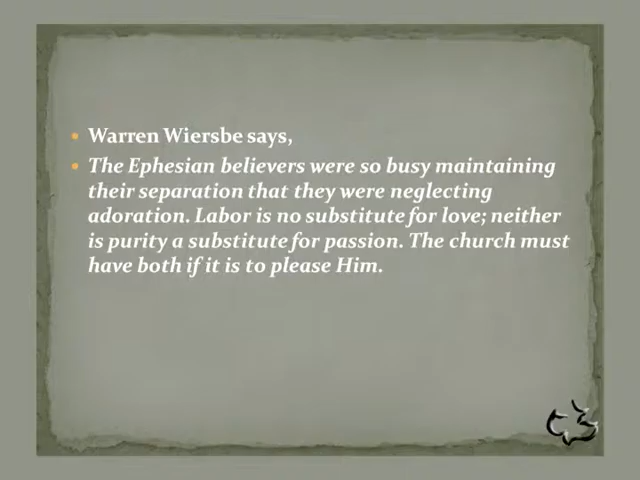 Warren Wiersbe says,
The Ephesian believers were so busy maintaining
their separation that they were neglecting
adoration. Labor is no substitute for love; neither
is purity a substitute for passion. The church must
have both if it is to please Him.